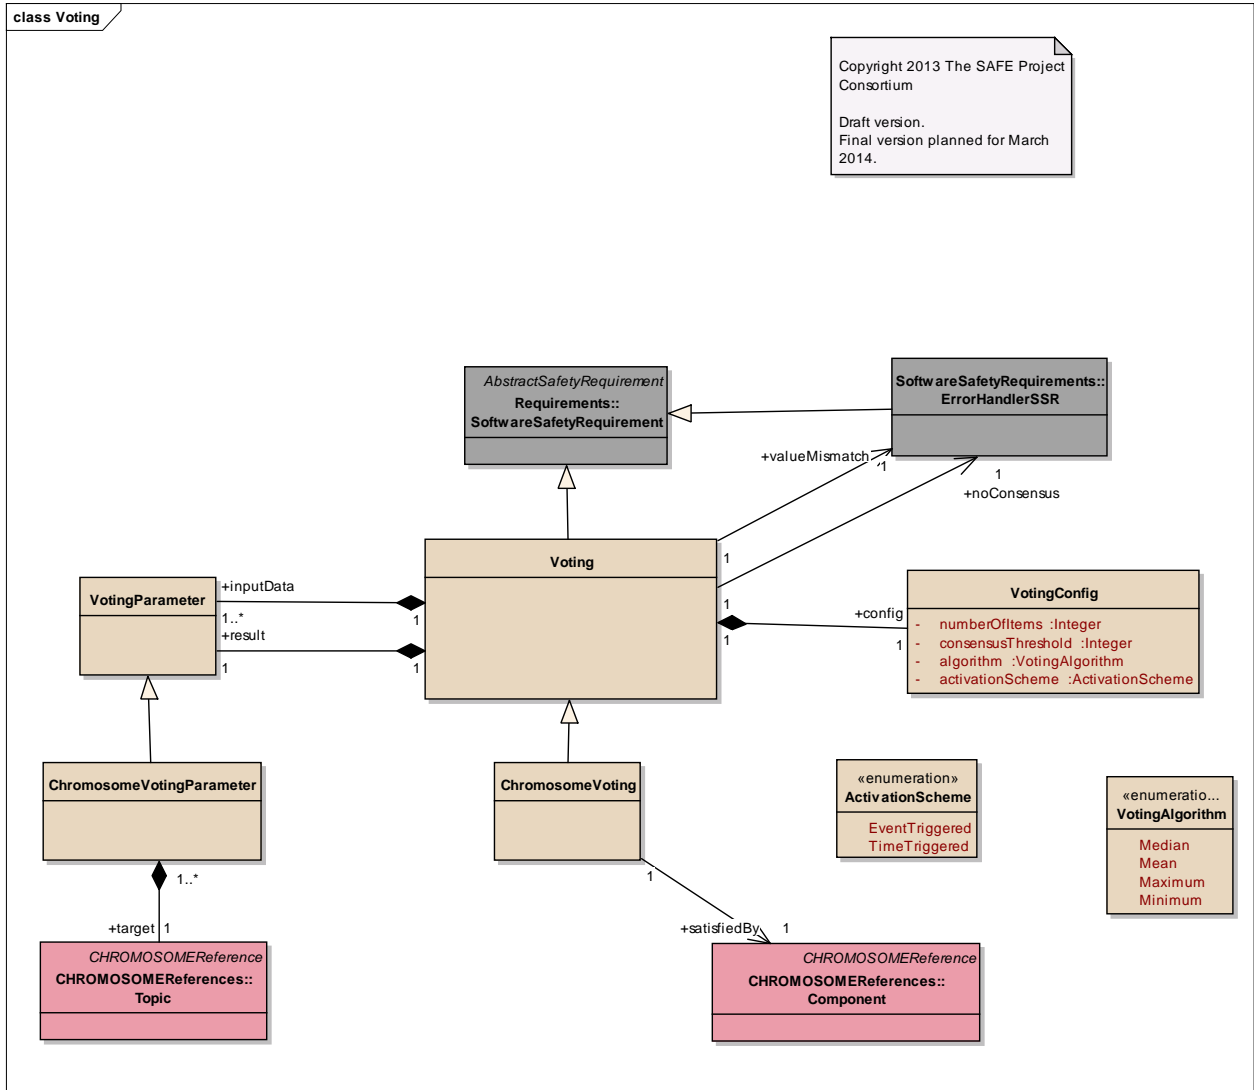 class Voting
Copyright 2013 The SAFE Project
Consortium
Draft version.
Final version planned for March
2014.
AbstractSafetyRequirement
Requirements::
SoftwareSafetyRequirement
SoftwareSafetyRequirements::
ErrorHandlerSSR
+valueMismatch
1
1
+noConsensus
Voting
1
1
1
VotingParameter
+inputData
1..*
1
+result
1
1
+config
1
VotingConfig
- numberOfItems :Integer
- consensusThreshold :Integer
- algorithm :VotingAlgorithm
- activationScheme :ActivationScheme
ChromosomeVotingParameter
1..*
+target 1
ChromosomeVoting
1
+satisfiedBy 1
«enumeration»
ActivationScheme
EventTriggered
TimeTriggered
«enumeratio...
VotingAlgorithm
Median
Mean
Maximum
Minimum
CHROMOSOMEReference
CHROMOSOMEReferences::
Topic
CHROMOSOMEReference
CHROMOSOMEReferences::
Component